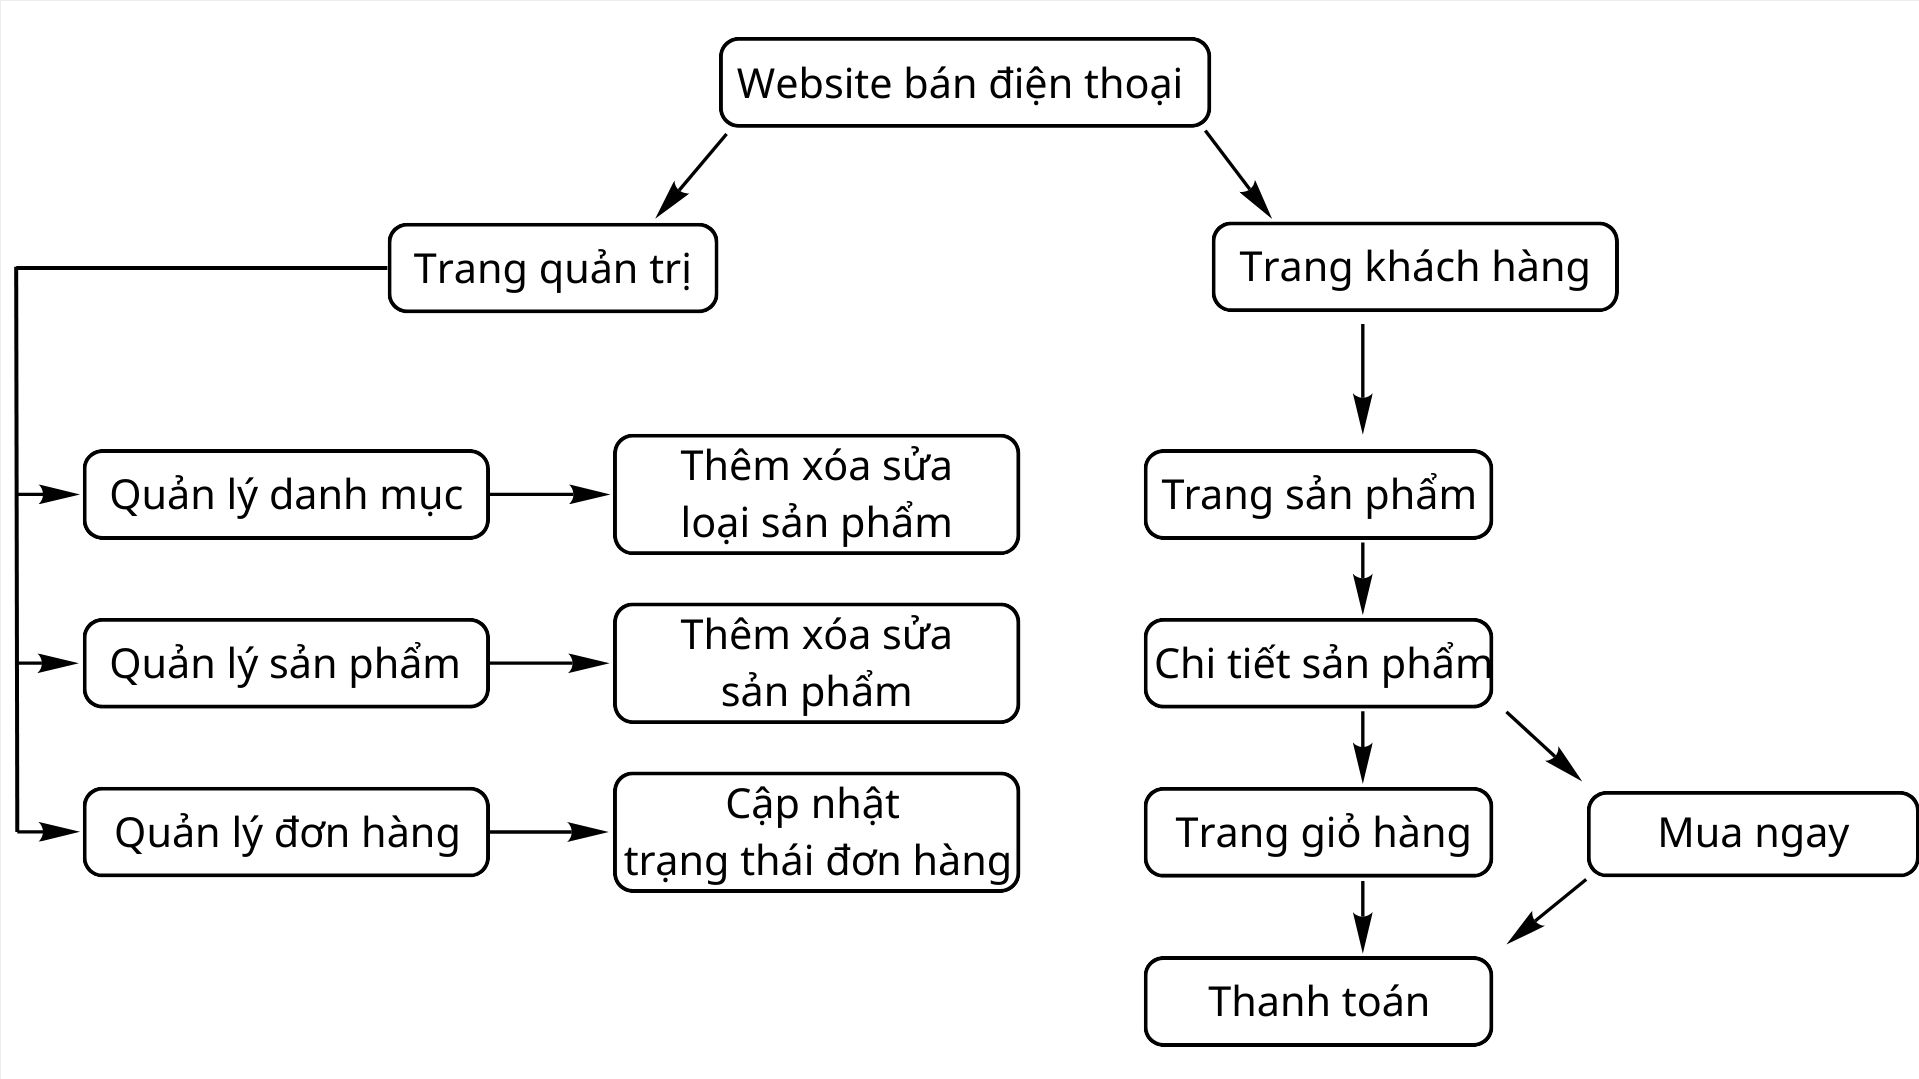 Website bán điện thoại
Trang quản trị
Trang khách hàng
Quản lý danh mục
Thêm xóa sửa
loại sản phẩm
Trang sản phẩm
Quản lý sản phẩm
Thêm xóa sửa
sản phẩm
Chi tiết sản phẩm
Quản lý đơn hàng
Cập nhật
trạng thái đơn hàng
Trang giỏ hàng
Mua ngay
Thanh toán